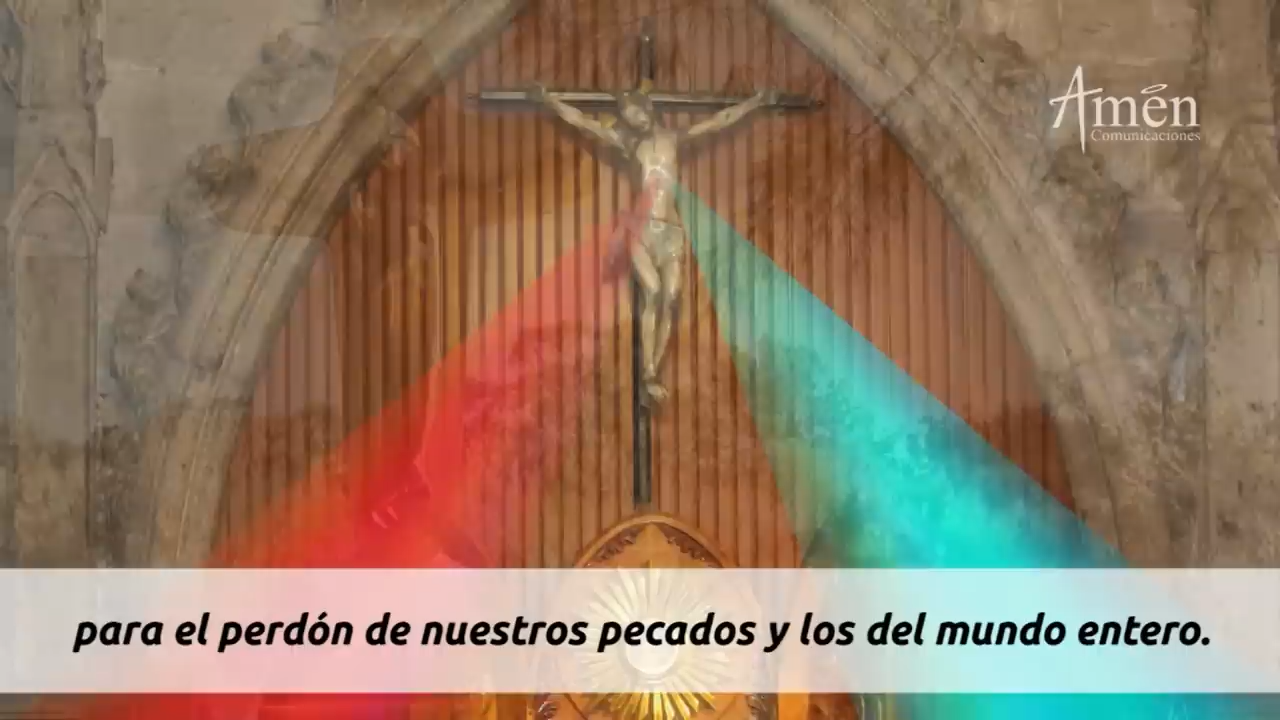 Amén
Comunicaciones
para el perdón de nuestros pecados y los del mundo entero.